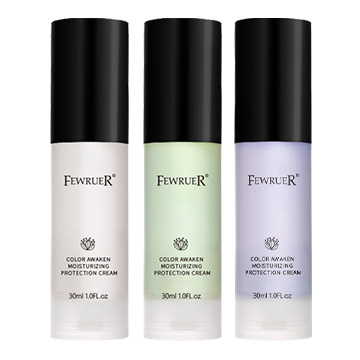 FEWRUER®
COLOR AWAKEN
MOISTURIZING
PROTECTION CREAM
30ml 1.0FL.oz
FEWRUER®
COLOR AWAKEN
MOISTURIZING
PROTECTION CREAM
30ml 1.0FL.oz
FEWRUER®
COLOR AWAKEN
MOISTURIZING
PROTECTION CREAM
30ml 1.0FL.oz